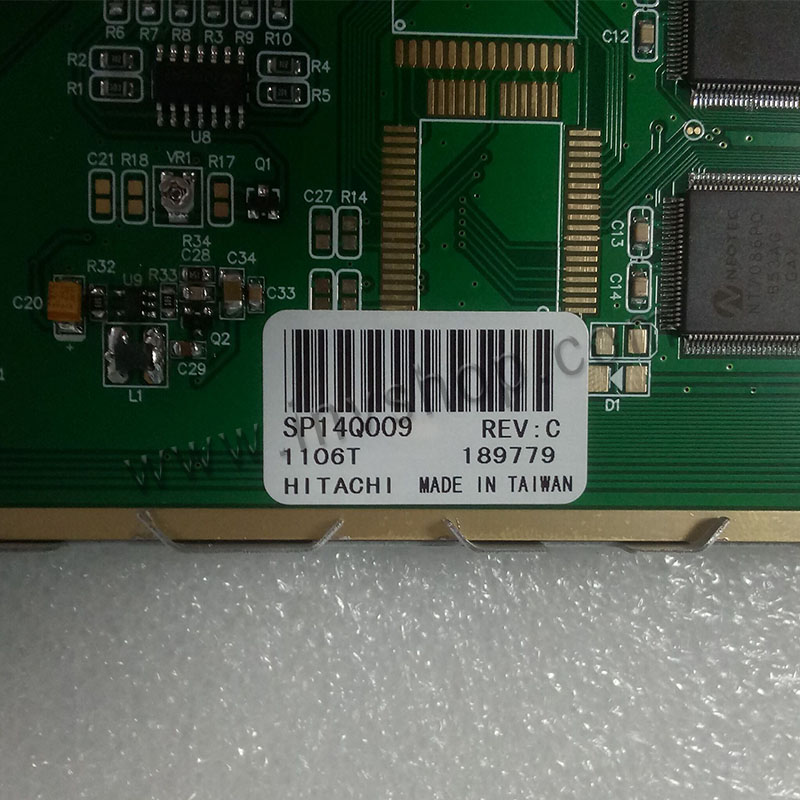 R6 R7 R8 R3 R9 R10
C12
R2
R4
R1
R5
U8
C21 R18 VR1 R17 Q1
C27 R14
R34
C28
C13
C14
R32 U9 R33 C34
C20
C33
Q2
C29
L1
D1
SP14Q009 REV:C
1106T 189779
HITACHI MADE IN TAIWAN